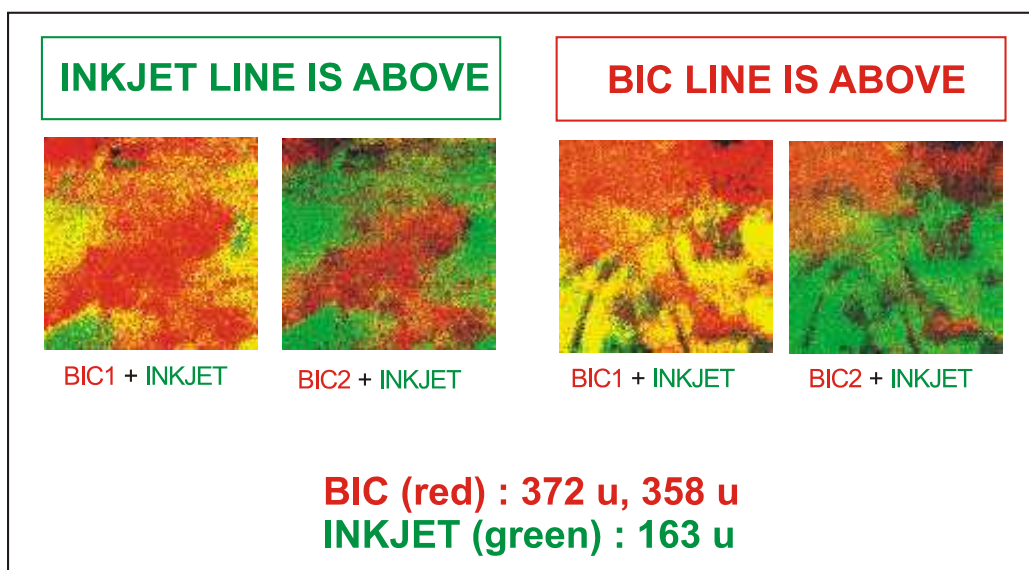 INKJET LINE IS ABOVE
BIC LINE IS ABOVE
BIC1 + INKJET
BIC2 + INKJET
BIC1 + INKJET
BIC2 + INKJET
BIC (red) : 372 u, 358 u
INKJET (green) : 163 u